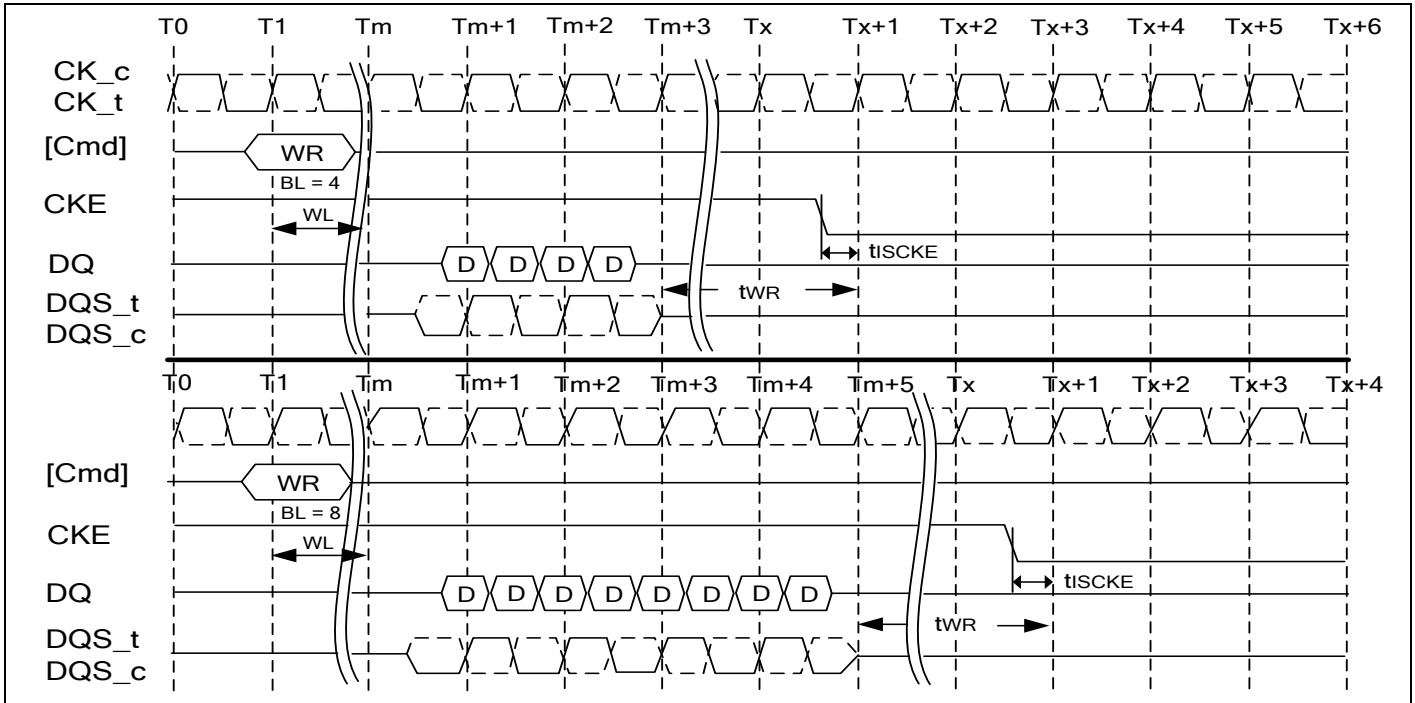 T0 T1 Tm Tm+1 Tm+2 Tm+3 Tx Tx+1 Tx+2 Tx+3 Tx+4 Tx+5 Tx+6
CK_c
CK_t
[Cmd] WR
BL = 4
CKE
WL
tISCKE
DQ D D D D
tWR
DQS_t
DQS_c
T0 T1 Tm Tm+1 Tm+2 Tm+3 Tm+4 Tm+5 Tx Tx+1 Tx+2 Tx+3 Tx+4
[Cmd] WR
BL = 8
CKE
WL
tISCKE
DQ D D D D D D D D
tWR
DQS_t
DQS_c